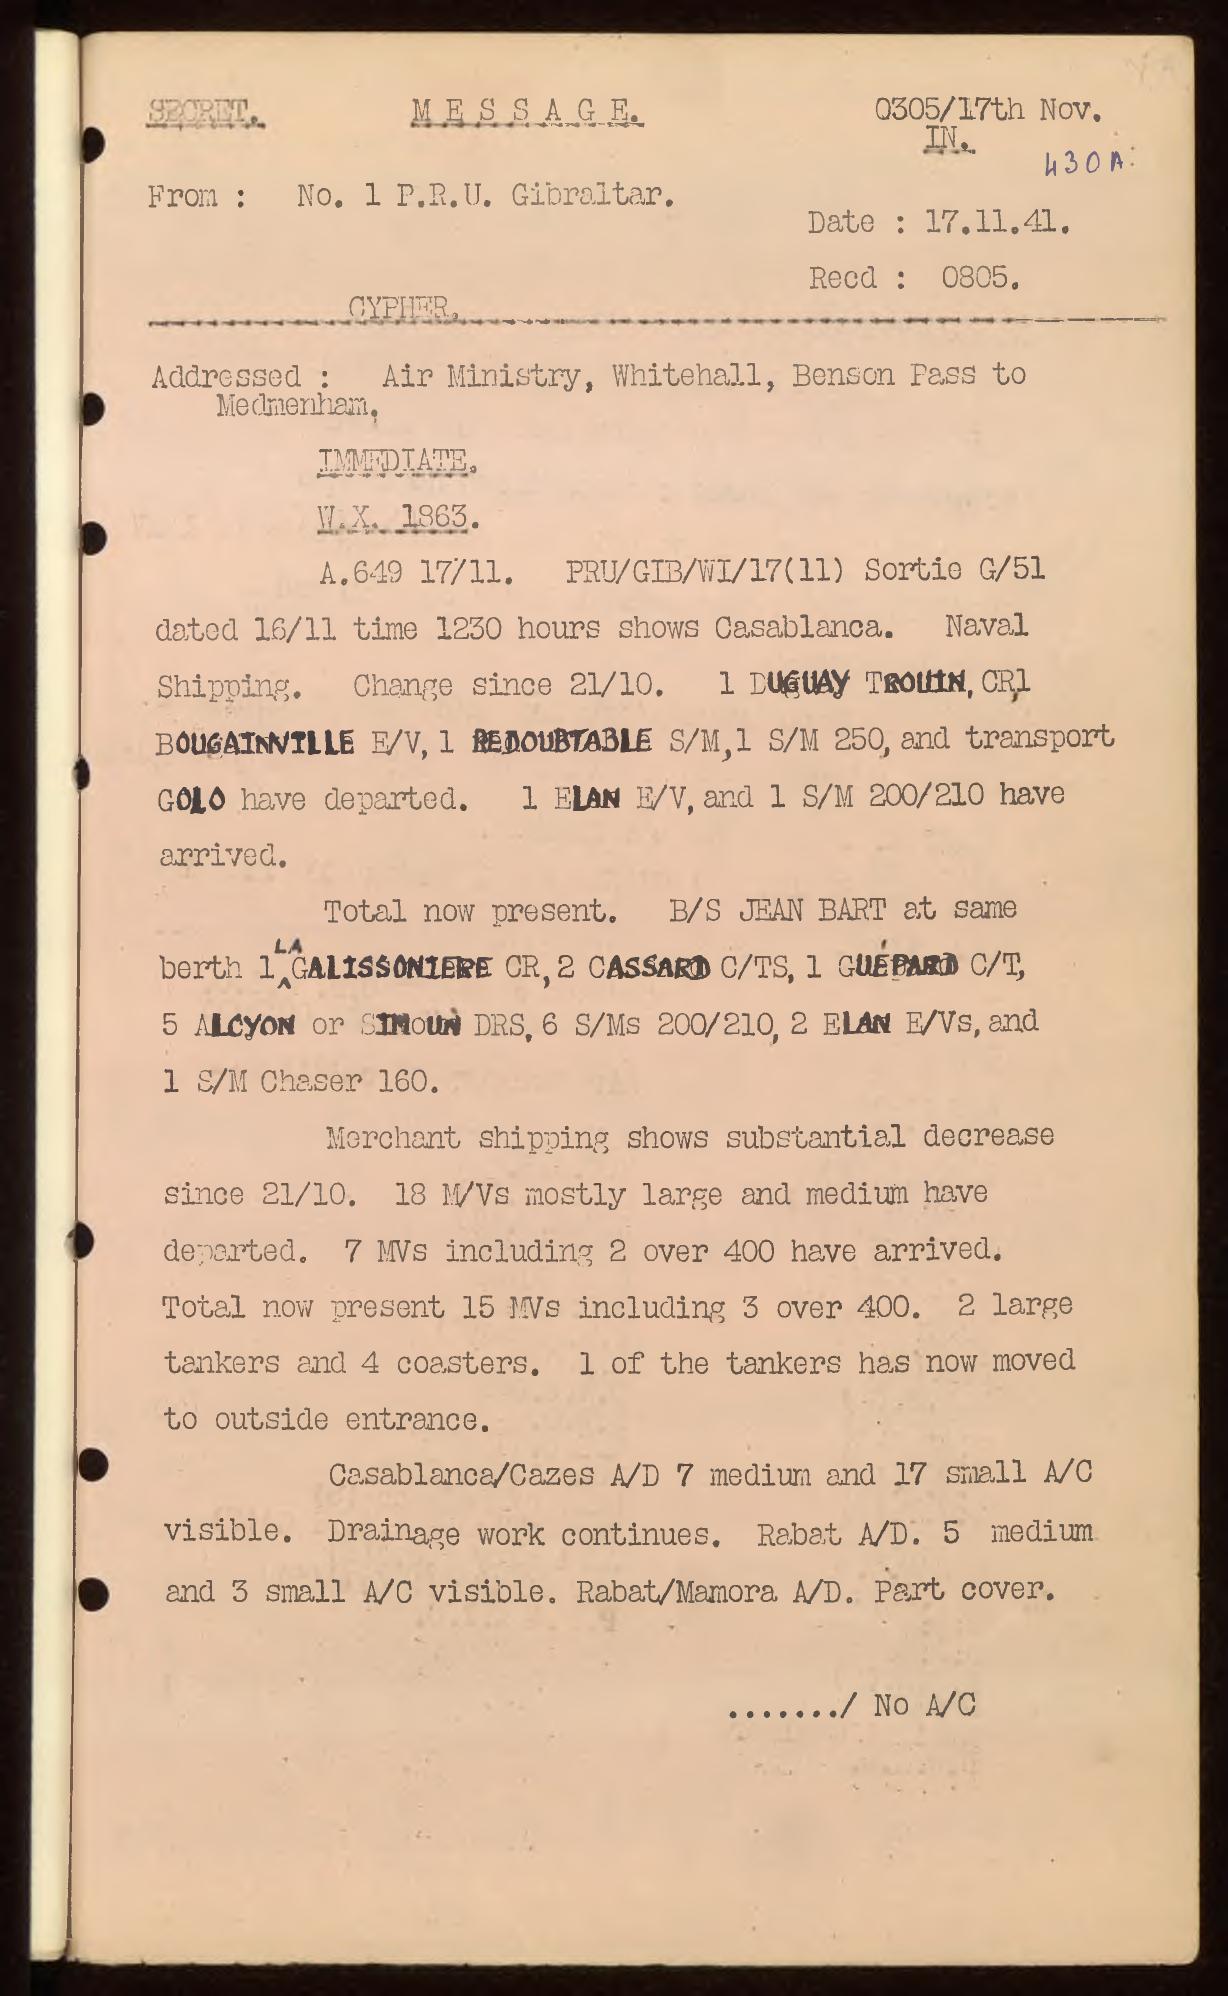 SECRET. M E S S A G E. 0305/17th Nov.
IN.
430A.
From : No. 1 P.R.U. Gibraltar.
Date : 17.11.41.
Recd : 0805.
CYPHER.
Addressed : Air Ministry, Whitehall, Benson Pass to
Medmenham.
IMMEDIATE.
W.X. 1863.
A.649 17/11. PRU/GIB/WI/17(11) Sortie G/51
dated 16/11 time 1230 hours shows Casablanca. Naval
Shipping. Change since 21/10. 1 DUGUAY TROUIN, CR,1
BOUGAINVILLE E/V, 1 REDOUBTABLE S/M,1 S/M 250, and transport
GOLO have departed. 1 ELAN E/V, and 1 S/M 200/210 have
arrived.
Total now present. B/S JEAN BART at same
berth 1 LA GALISSONIERE CR, 2 CASSARD C/TS, 1 GUÉPARD C/T,
5 ALCYON or SIMOUN DRS, 6 S/Ms 200/210, 2 ELAN E/Vs, and
1 S/M Chaser 160.
Merchant shipping shows substantial decrease
since 21/10. 18 M/Vs mostly large and medium have
departed. 7 MVs including 2 over 400 have arrived.
Total now present 15 MVs including 3 over 400. 2 large
tankers and 4 coasters. 1 of the tankers has now moved
to outside entrance.
Casablanca/Cazes A/D 7 medium and 17 small A/C
visible. Drainage work continues. Rabat A/D. 5 medium
and 3 small A/C visible. Rabat/Mamora A/D. Part cover.
......./ No A/C